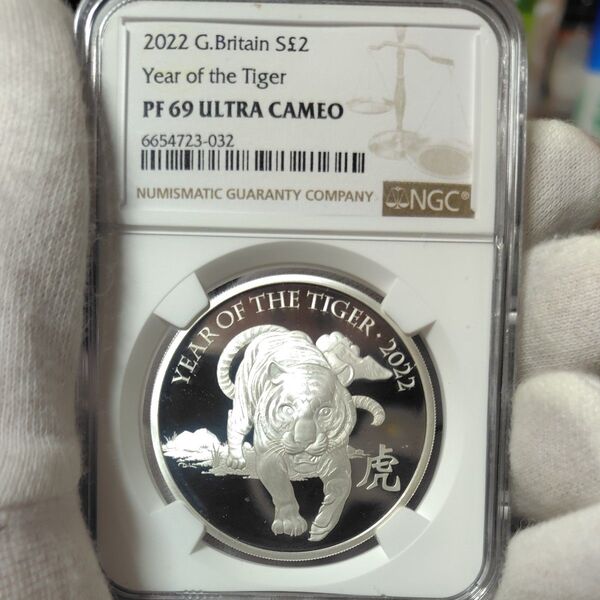 2022 G.Britain S£2
Year of the Tiger
PF 69 ULTRA CAMEO
6654723-032
NUMISMATIC GUARANTY COMPANY
NGC®
YEAR OF THE TIGER · 2022
虎